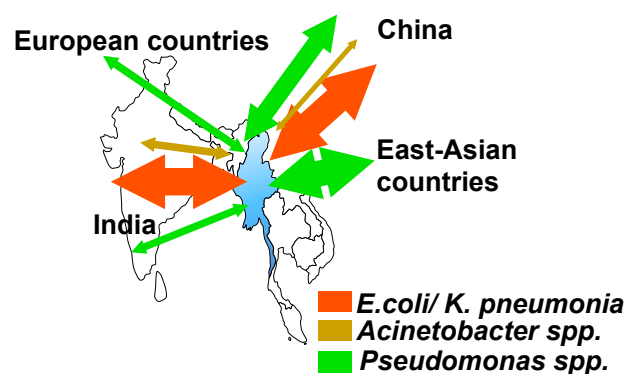 European countries
China
East-Asian
countries
India
E.coli/ K. pneumonia
Acinetobacter spp.
Pseudomonas spp.